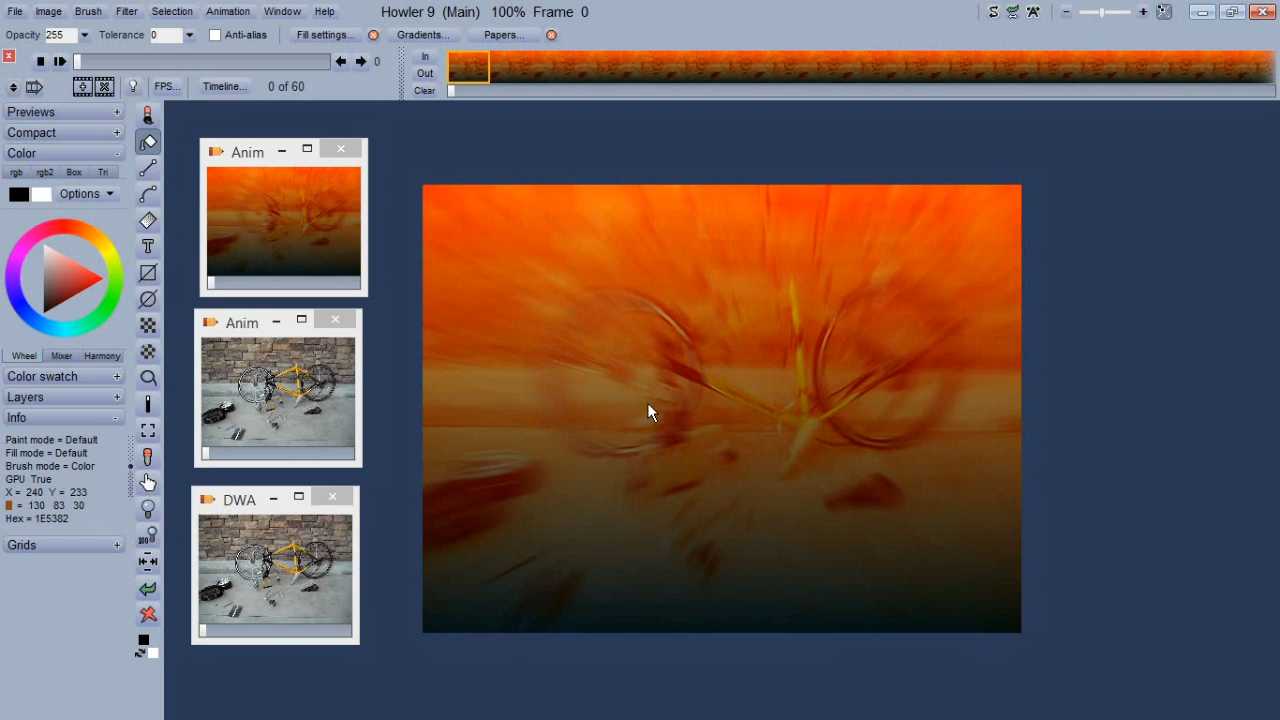 File Image Brush Filter Selection Animation Window Help Howler 9 (Main) 100% Frame 0
Opacity 255 Tolerance 0 Anti-alias Fill settings... Gradients... Papers...
0 In
Out
Clear
FPS... Timeline... 0 of 60
Previews +
Compact +
Color -
rgb rgb2 Box Tri
Options
Wheel Mixer Harmony
Color swatch +
Layers +
Info -
Paint mode = Default
Fill mode = Default
Brush mode = Color
GPU True
X = 240 Y = 233
= 130 83 30
Hex = 1E5382
Grids +
T
Anim
Anim
DWA